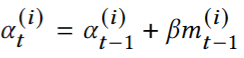 α_t^{(i)} = α_{t-1}^{(i)} + βm_{t-1}^{(i)}